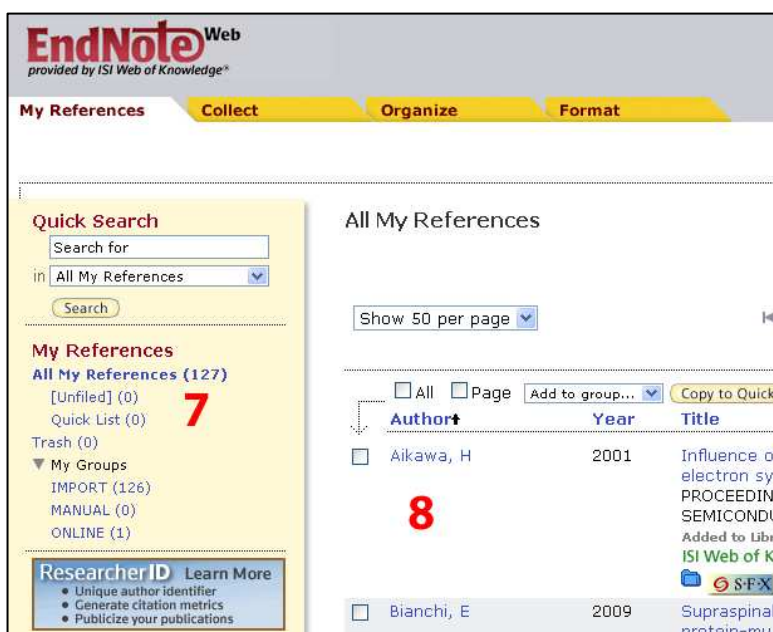 EndNote Web
provided by ISI Web of Knowledge®
My References Collect Organize Format
Quick Search
Search for
in All My References
Search
My References
All My References (127)
[Unfiled] (0)
Quick List (0)
7
Trash (0)
My Groups
IMPORT (126)
MANUAL (0)
ONLINE (1)
ResearcherID Learn More
• Unique author identifier
• Generate citation metrics
• Publicize your publications
All My References
Show 50 per page
All Page Add to group... Copy to Quick
Author Year Title
Aikawa, H 2001 Influence o
electron sy
PROCEEDIN
SEMICONDU
Added to Libr
ISI Web of K
S·F·X
8
Bianchi, E 2009 Supraspinal
protein-mu